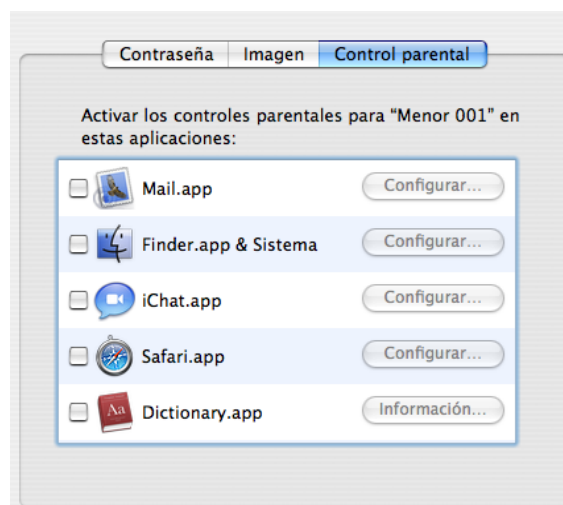 Contraseña Imagen Control parental
Activar los controles parentales para “Menor 001” en
estas aplicaciones:
Mail.app Configurar...
Finder.app & Sistema Configurar...
iChat.app Configurar...
Safari.app Configurar...
Aa Dictionary.app Información...